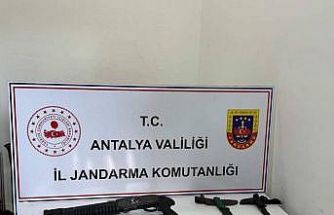 T.C.
ANTALYA VALİLİĞİ
İL JANDARMA KOMUTANLIĞI